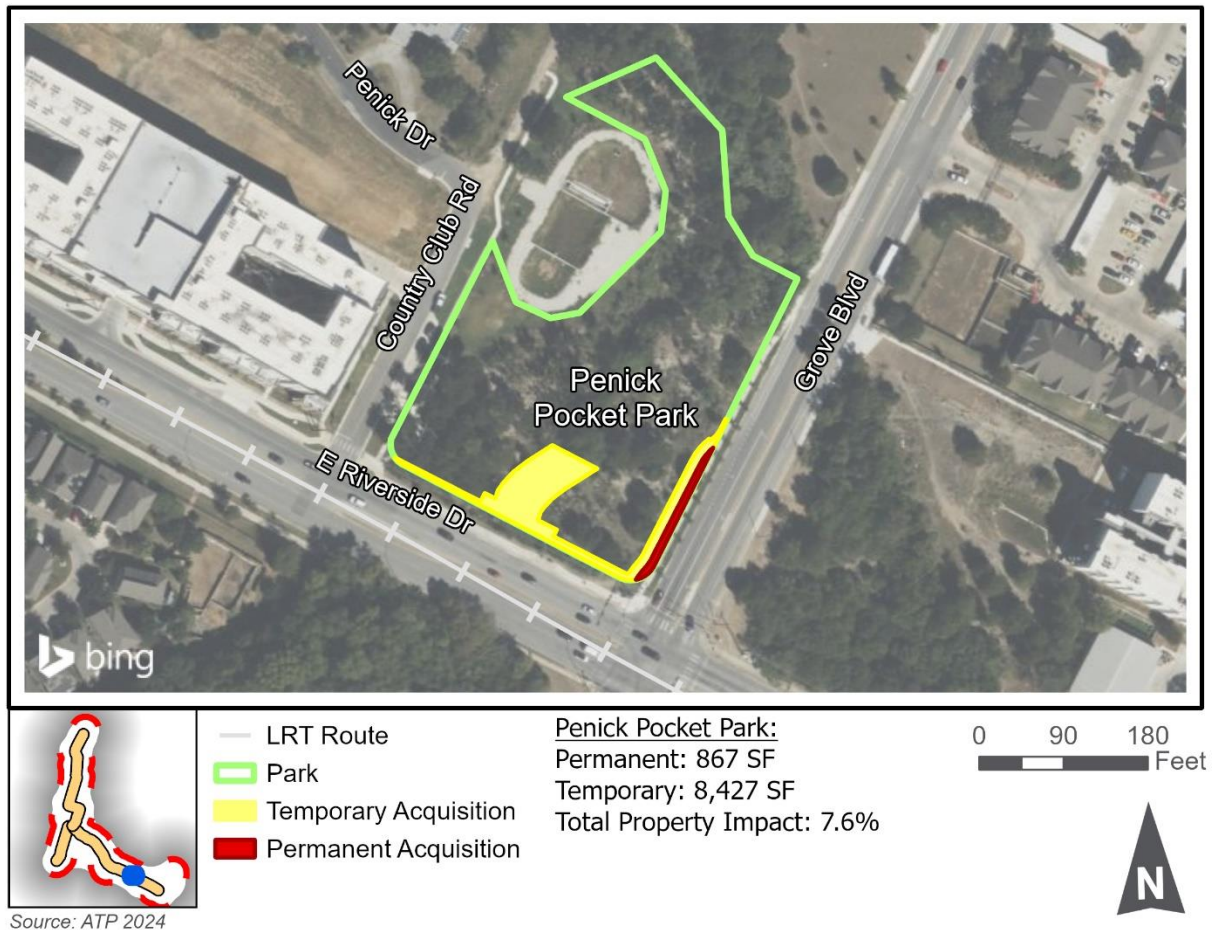 Penick Dr
Country Club Rd
Grove Blvd
Penick
Pocket Park
E Riverside Dr
bing
LRT Route
Park
Temporary Acquisition
Permanent Acquisition
Penick Pocket Park:
Permanent: 867 SF
Temporary: 8,427 SF
Total Property Impact: 7.6%
0 90 180
Feet
N
Source: ATP 2024